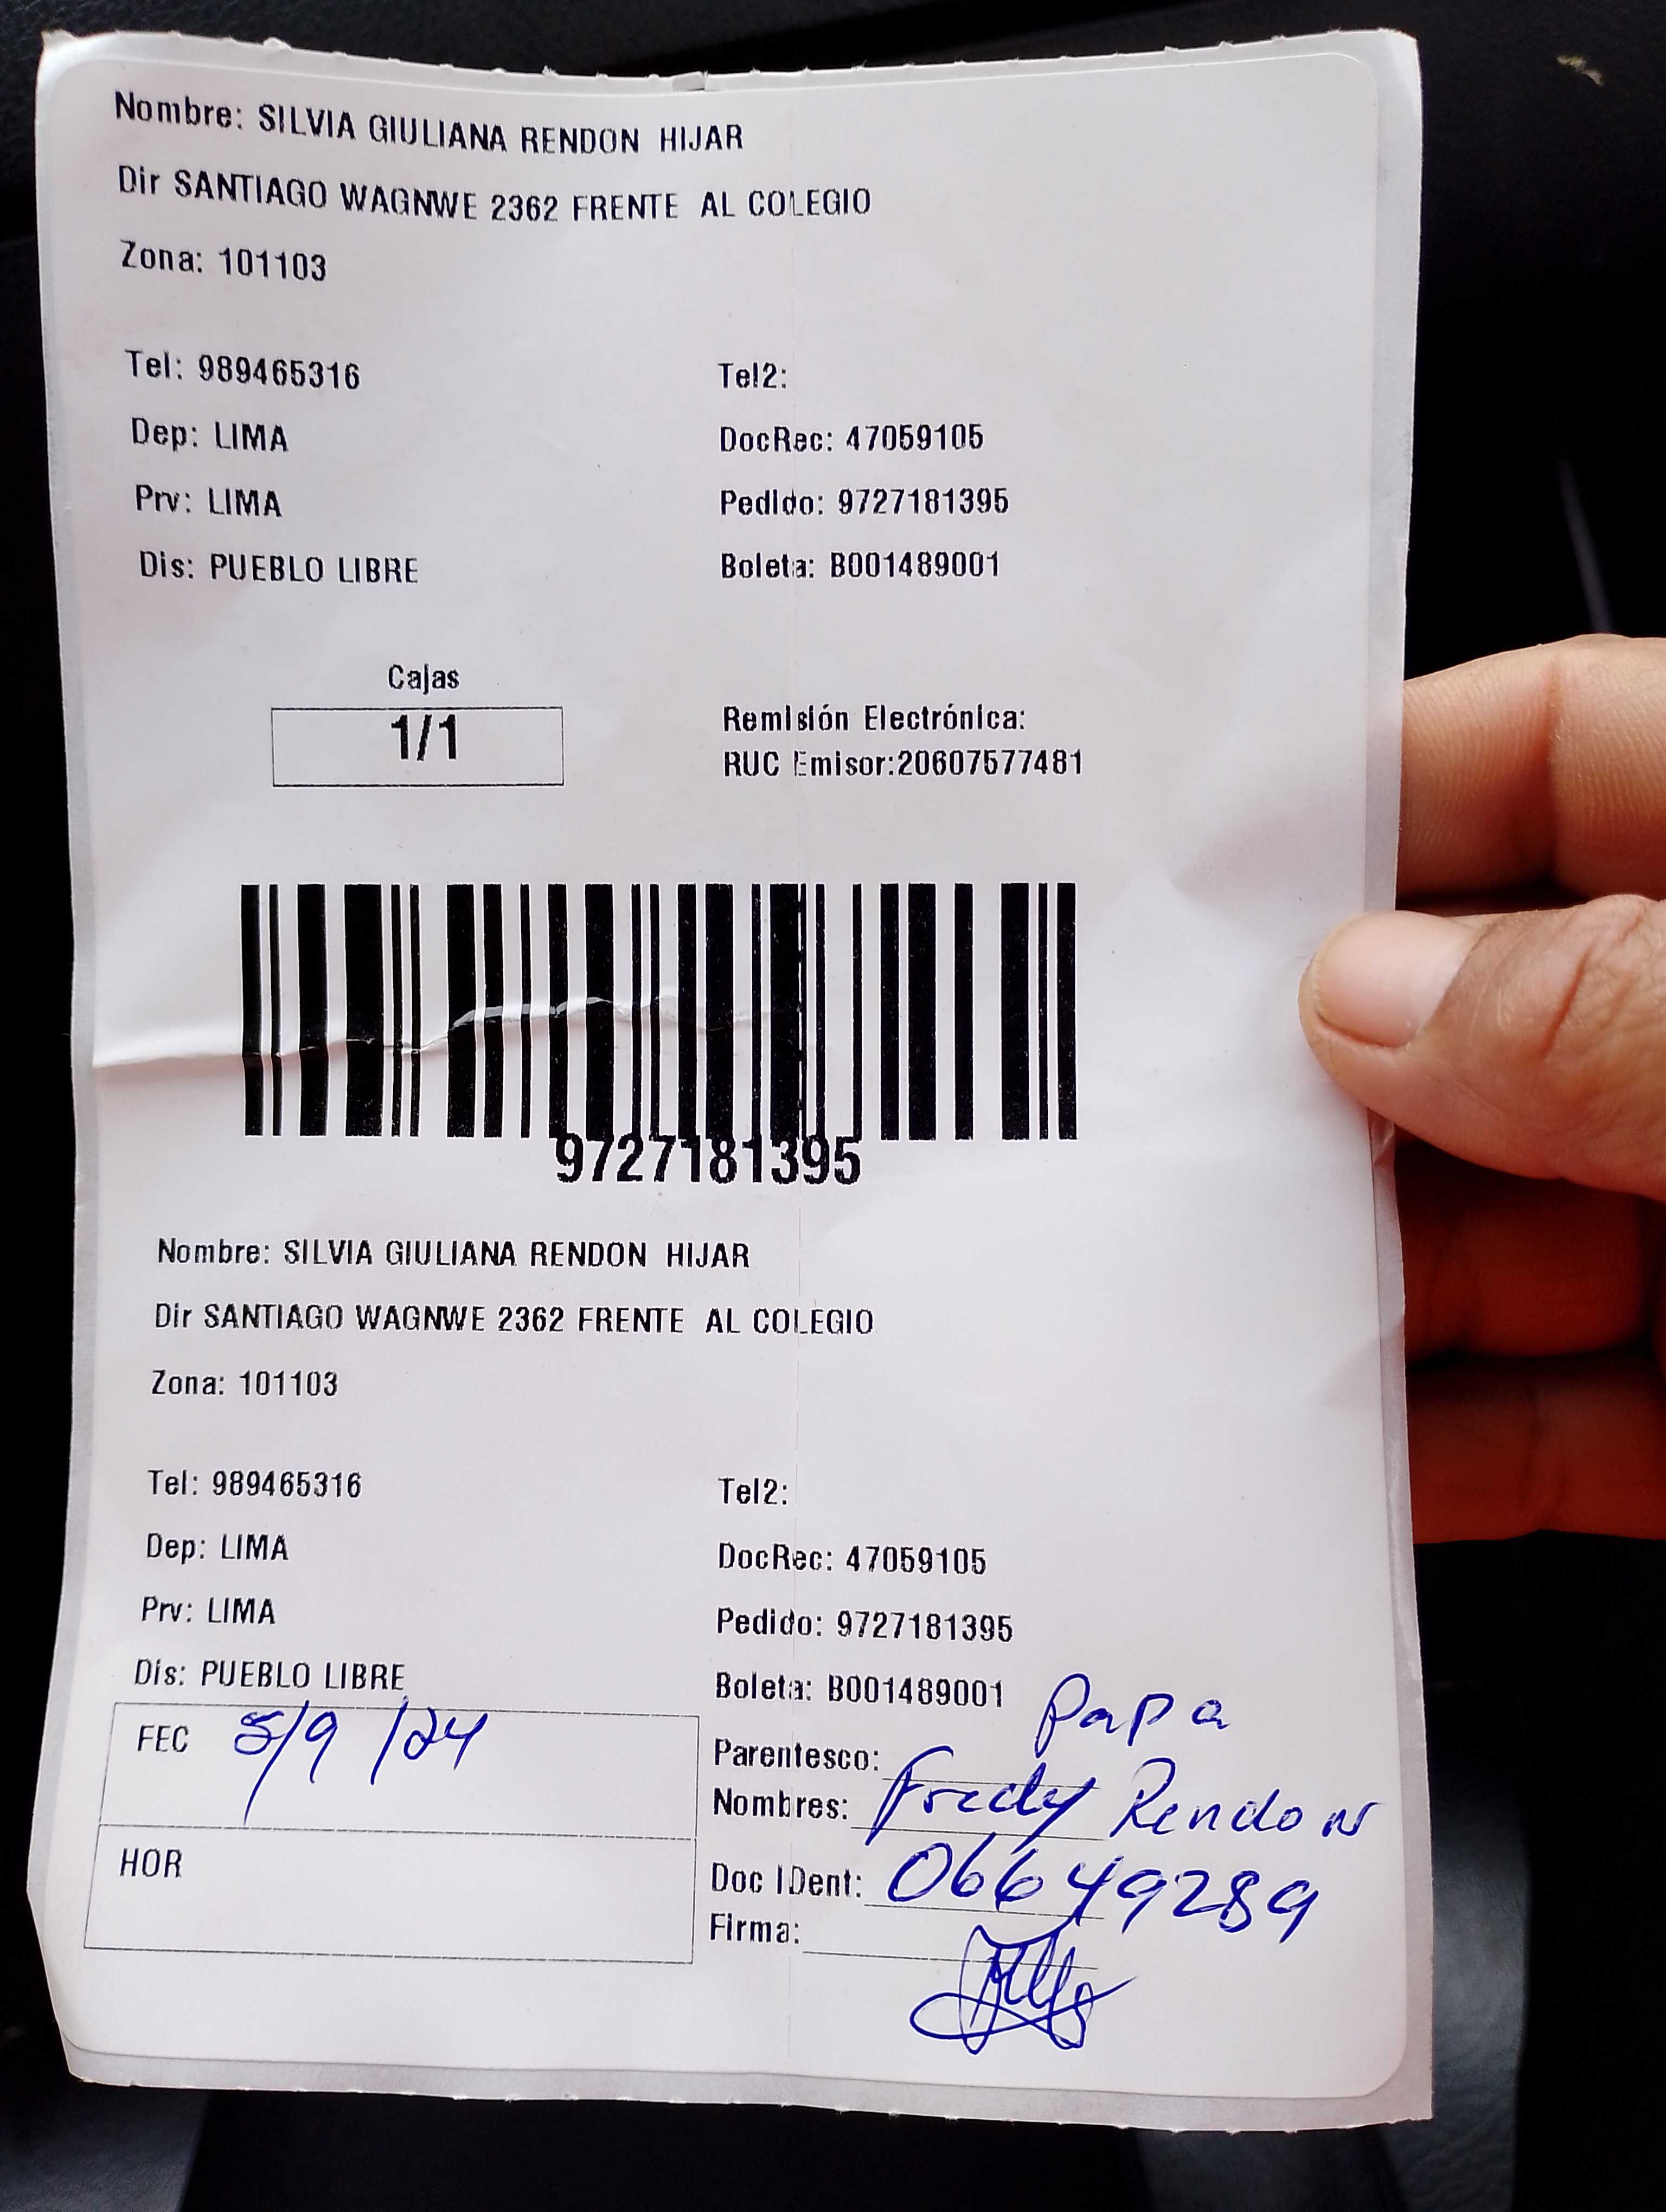 Nombre: SILVIA GIULIANA RENDON HIJAR
Dir SANTIAGO WAGNWE 2362 FRENTE AL COLEGIO
Zona: 101103
Tel: 989465316 Tel2:
Dep: LIMA DocRec: 47059105
Prv: LIMA Pedido: 9727181395
Dis: PUEBLO LIBRE Boleta: B001489001
Cajas
1/1
Remisión Electrónica:
RUC Emisor:20607577481
9727181395
Nombre: SILVIA GIULIANA RENDON HIJAR
Dir SANTIAGO WAGNWE 2362 FRENTE AL COLEGIO
Zona: 101103
Tel: 989465316 Tel2:
Dep: LIMA DocRec: 47059105
Prv: LIMA Pedido: 9727181395
Dis: PUEBLO LIBRE Boleta: B001489001
FEC 5/9/24
HOR
Parentesco: Papa
Nombres: Fredy Rendon
Doc IDent: 06649289
Firma: